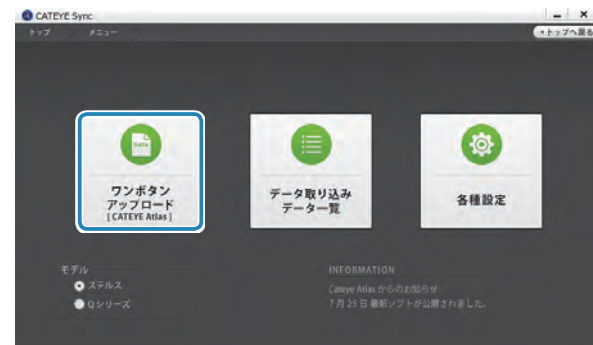 CATEYE Sync
トップ
メニュー
トップへ戻る
DATA
ワンボタン
アップロード
[CATEYE Atlas]
データ取り込み
データ一覧
各種設定
モデル
ステルス
Qシリーズ
INFORMATION
Cateye Atlas からのお知らせ
7月25日 最新ソフトが公開されました。